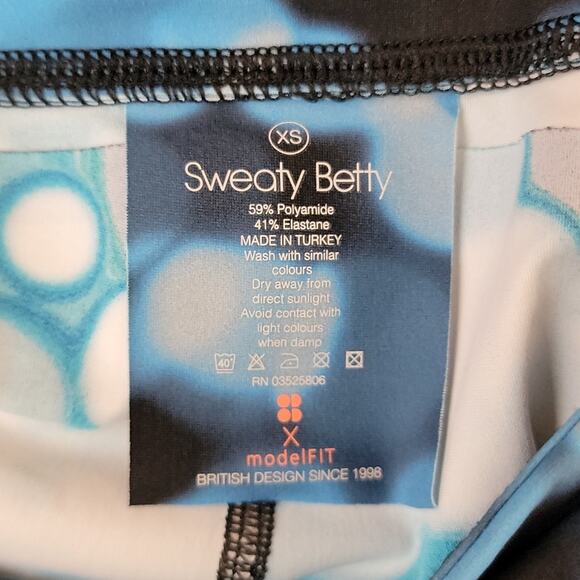 XS
Sweaty Betty
59% Polyamide
41% Elastane
MADE IN TURKEY
Wash with similar
colours
Dry away from
direct sunlight
Avoid contact with
light colours
when damp
40°
RN 03525806
X
modelFIT
BRITISH DESIGN SINCE 1998